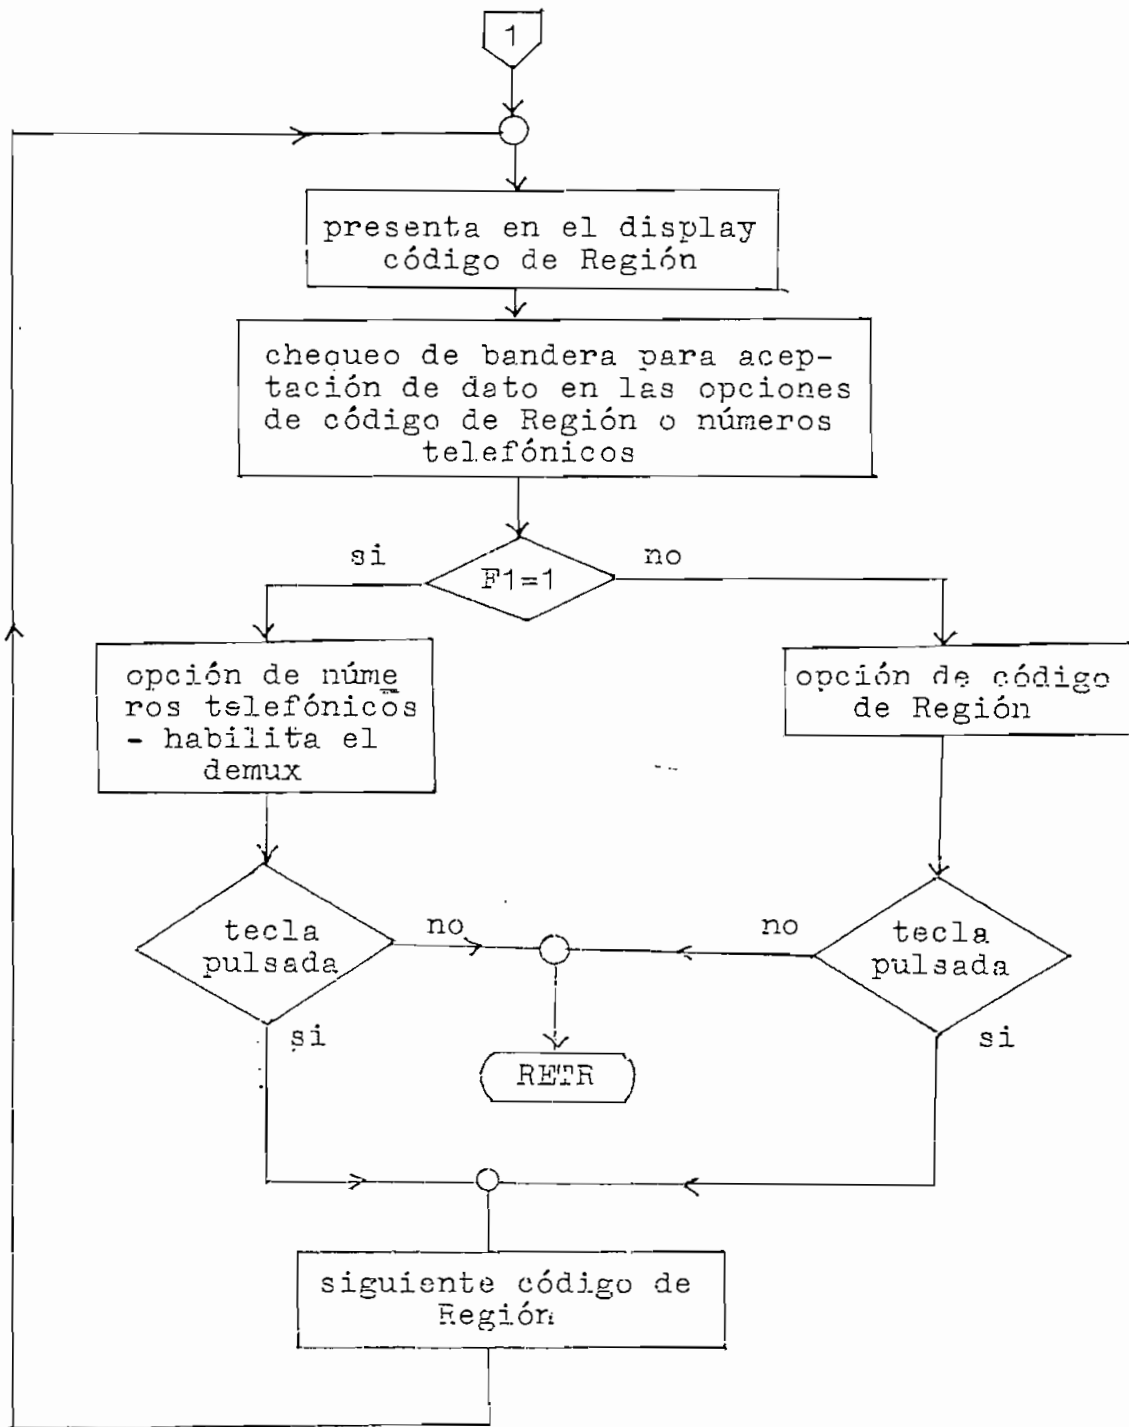 1
presenta en el display
código de Región
chequeo de bandera para acep-
tación de dato en las opciones
de código de Región o números
telefónicos
si
F1=1
no
opción de núme
ros telefónicos
- habilita el
demux
opción de código
de Región
tecla
pulsada
no
no
tecla
pulsada
si
RETR
si
siguiente código de
Región